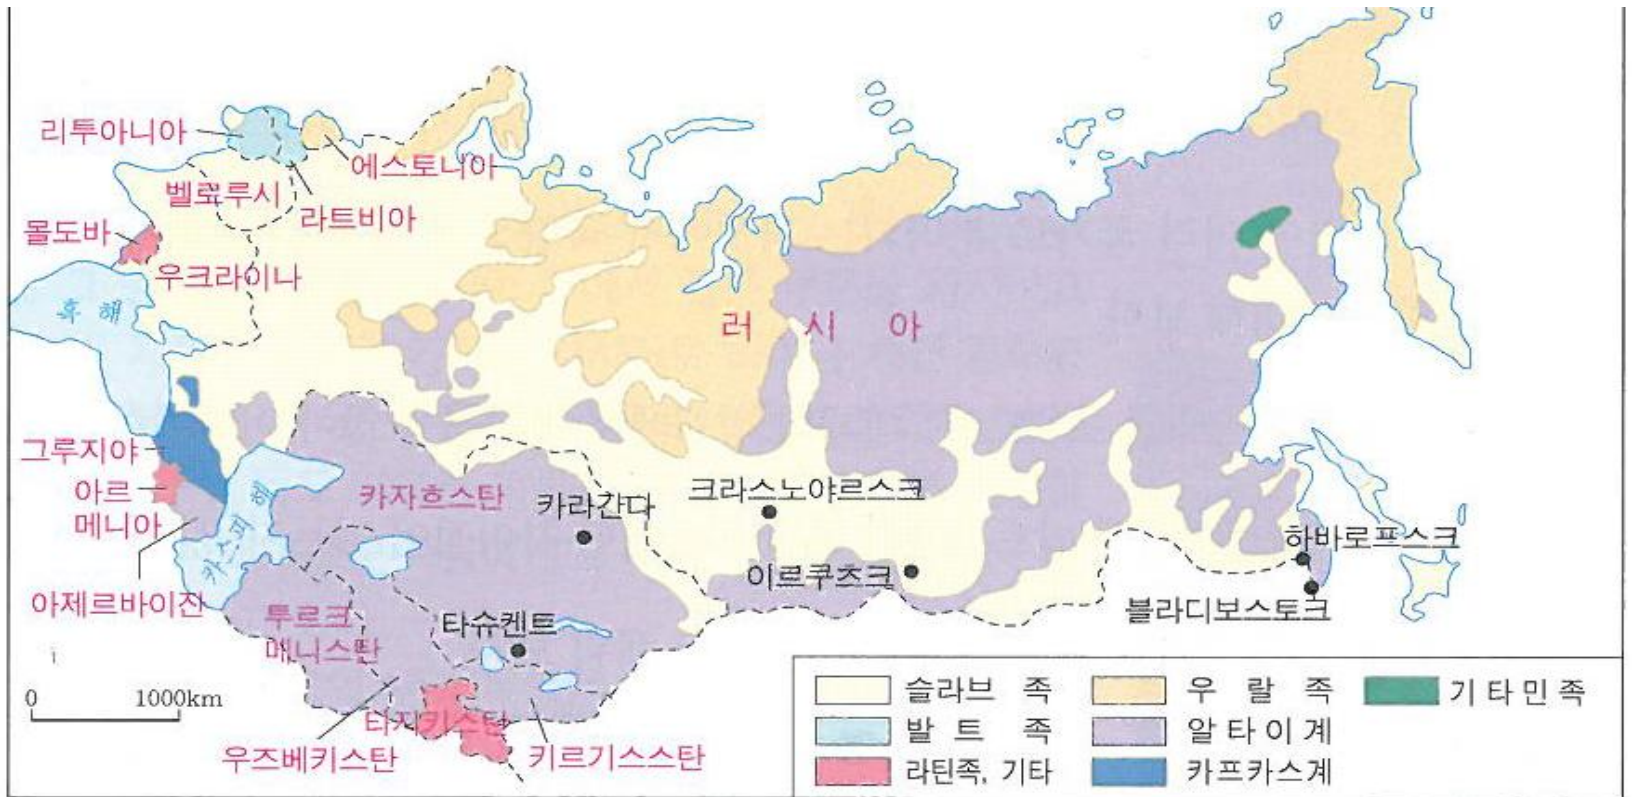 리투아니아
에스토니아
벨로루시
라트비아
몰도바
우크라이나
흑 해
러 시 아
그루지야
아르
메니아
카스피 해
카자흐스탄
카라간다
크라스노야르스크
하바로프스크
아제르바이잔
이르쿠츠크
블라디보스토크
투르크
메니스탄
타슈켄트
0 1000km
타지키스탄
우즈베키스탄
키르기스스탄
슬라브 족 우 랄 족 기타민족
발 트 족 알타이계
라틴족, 기타 카프카스계